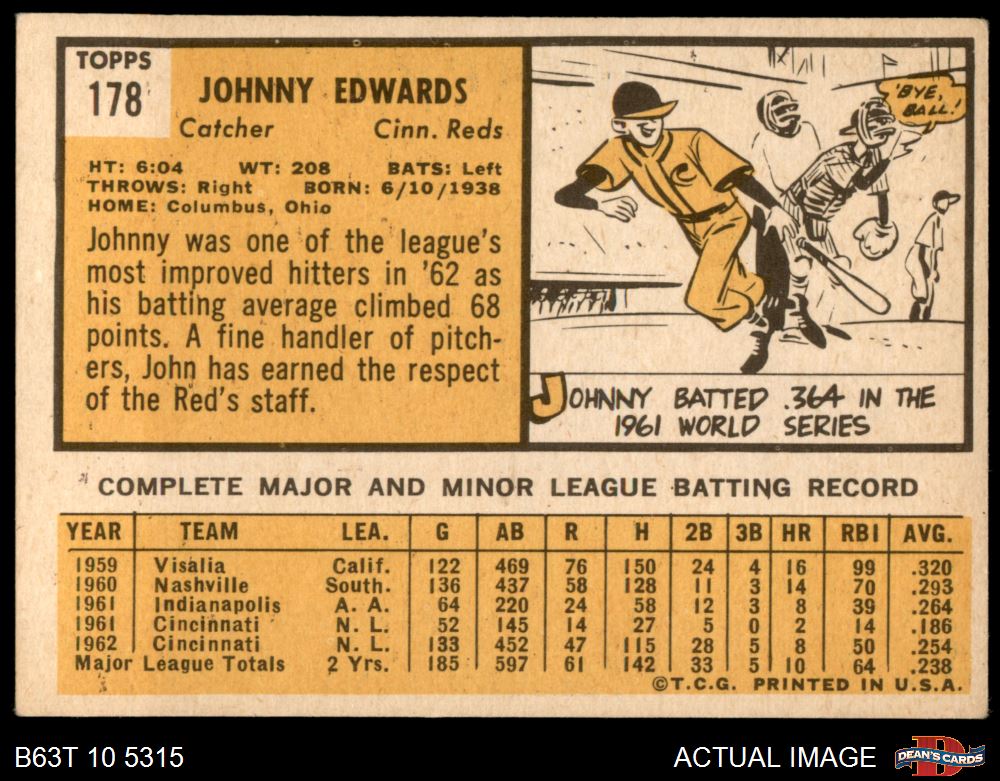 TOPPS
178
JOHNNY EDWARDS
Catcher Cinn. Reds
HT: 6:04 WT: 208 BATS: Left
THROWS: Right BORN: 6/10/1938
HOME: Columbus, Ohio
Johnny was one of the league's
most improved hitters in '62 as
his batting average climbed 68
points. A fine handler of pitch-
ers, John has earned the respect
of the Red's staff.
'BYE,
BALL!
C
JOHNNY BATTED .364 IN THE
1961 WORLD SERIES
COMPLETE MAJOR AND MINOR LEAGUE BATTING RECORD
YEAR TEAM LEA. G AB R H 2B 3B HR RBI AVG.
1959 Visalia Calif. 122 469 76 150 24 4 16 99 .320
1960 Nashville South. 136 437 58 128 11 3 14 70 .293
1961 Indianapolis A. A. 64 220 24 58 12 3 8 39 .264
1961 Cincinnati N. L. 52 145 14 27 5 0 2 14 .186
1962 Cincinnati N. L. 133 452 47 115 28 5 8 50 .254
Major League Totals 2 Yrs. 185 597 61 142 33 5 10 64 .238
©T.C.G. PRINTED IN U.S.A.
B63T 10 5315
ACTUAL IMAGE
D
DEAN'S CARDS